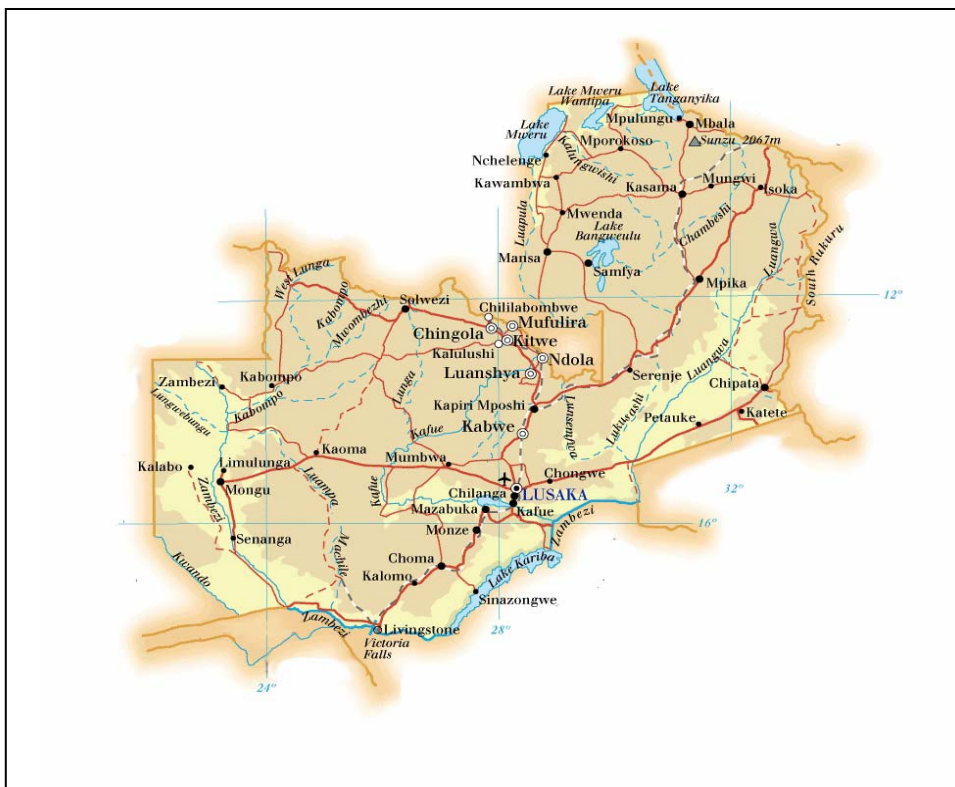 Lake Mweru
Wantipa
Lake
Tanganyika
Mpulungu
Mbala
Lake
Mweru
Mporokoso
Sunzu 2067m
Nchelenge
Kalungwishi
Kawambwa
Kasama
Mungwi
Isoka
Luapula
Mwenda
Chambeshi
Luangwa
South Rukuru
Lake
Bangweulu
Mansa
Samfya
Mpika
12°
West Lunga
Kabompo
Mwombezhi
Solwezi
Chililabombwe
Chingola
Mufulira
Kitwe
Kalulushi
Ndola
Luanshya
Serenje
Luangwa
Chipata
Zambezi
Kabompo
Lungwebungu
Kabompo
Lunga
Kapiri Mposhi
Lunsemfwa
Lukusashi
Petauke
Katete
Kafue
Kabwe
Kaoma
Mumbwa
Kalabo
Limulunga
Mongu
Luampa
Kafue
Chongwe
LUSAKA
Chilanga
Kafue
32°
Zambezi
Mazabuka
Zambezi
16°
Monze
Senanga
Machile
Choma
Lake Kariba
Kwando
Kalomo
Sinazongwe
Zambezi
Livingstone
Victoria
Falls
28°
24°